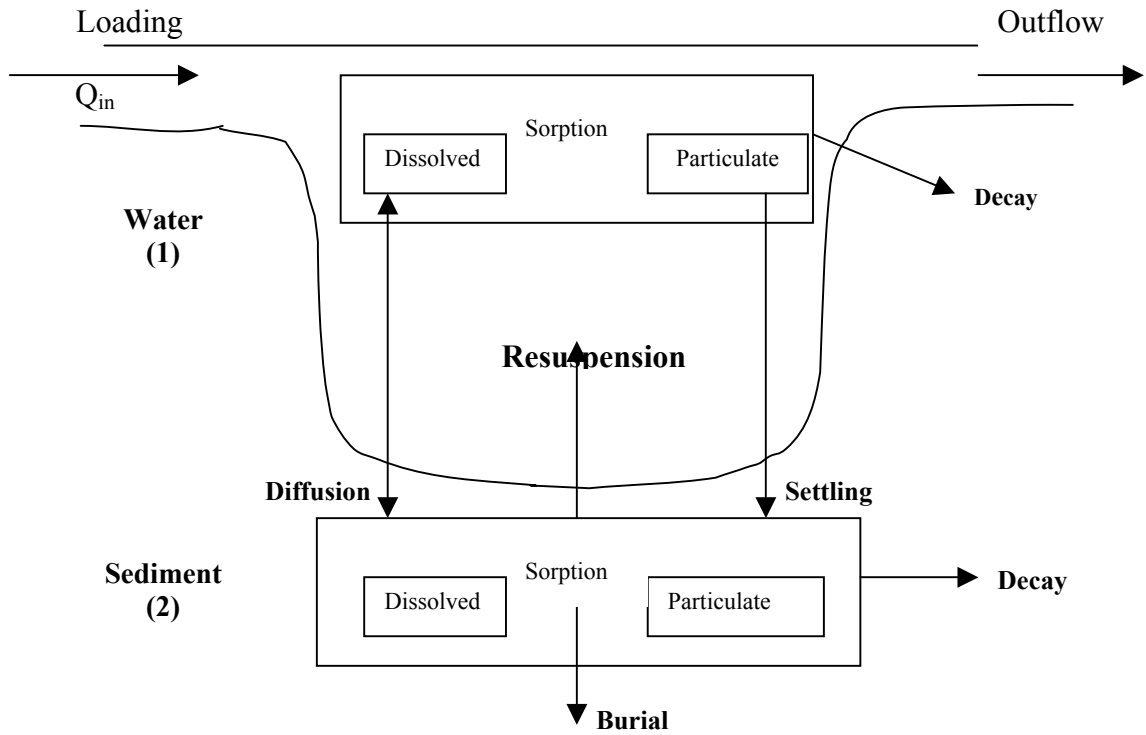 Loading
Outflow
Q_in
Sorption
Dissolved
Particulate
Decay
Water
(1)
Resuspension
Diffusion
Settling
Sediment
(2)
Sorption
Dissolved
Particulate
Decay
Burial